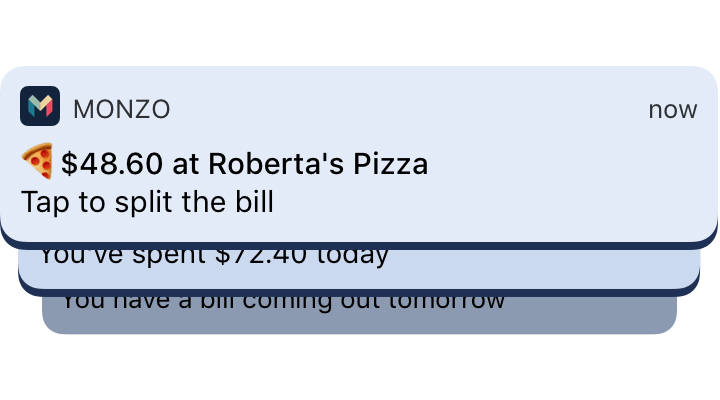 MONZO
now
🍕$48.60 at Roberta's Pizza
Tap to split the bill
You've spent $72.40 today
You have a bill coming out tomorrow